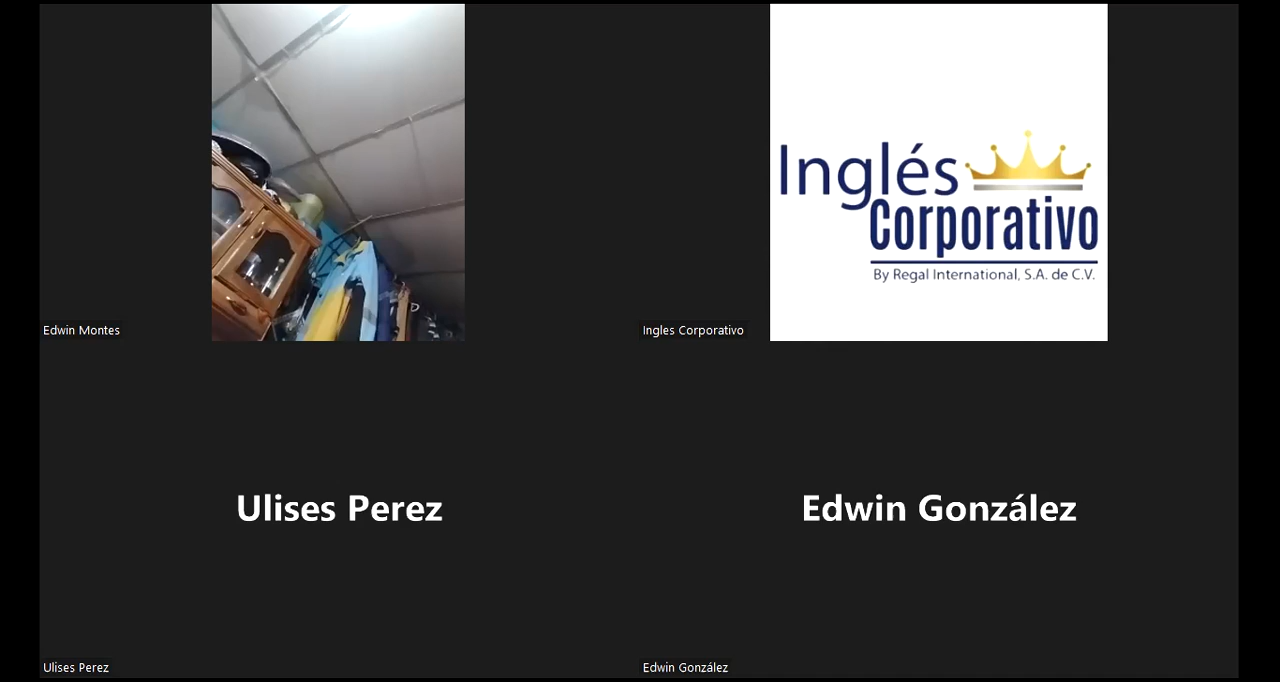 Inglés
Corporativo
By Regal International, S.A. de C.V.
Edwin Montes
Ingles Corporativo
Ulises Perez
Edwin González
Ulises Perez
Edwin González